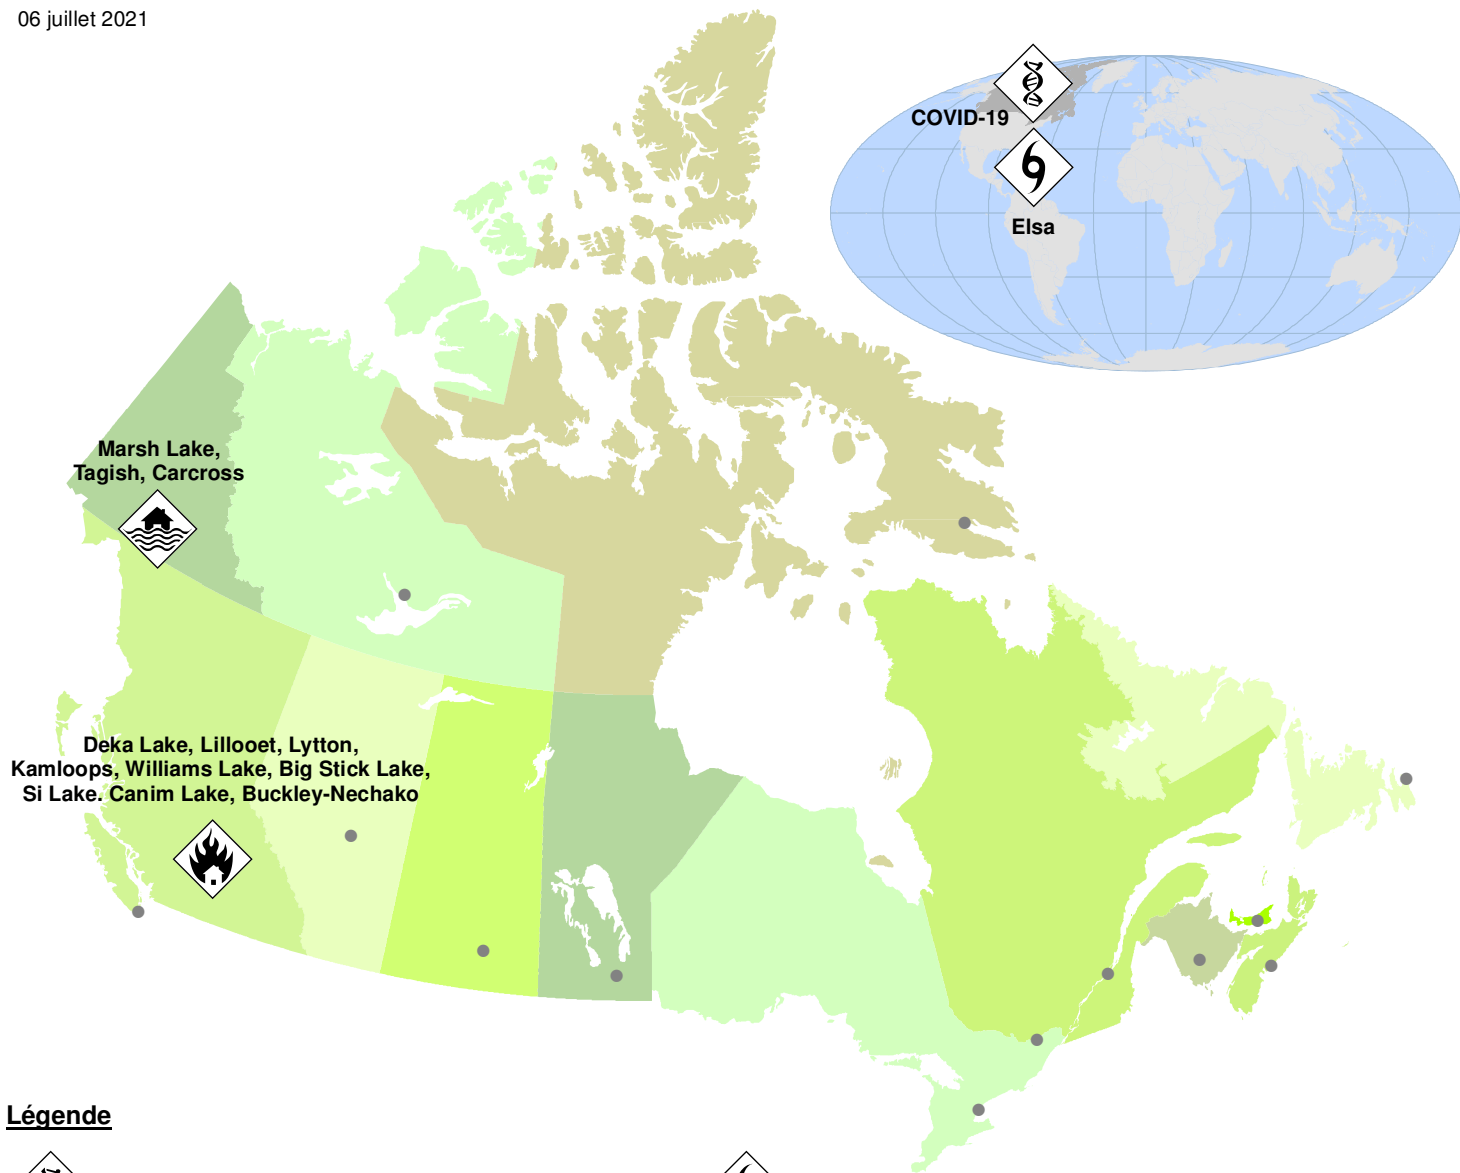 06 juillet 2021
COVID-19
Elsa
Marsh Lake,
Tagish, Carcross
Deka Lake, Lillooet, Lytton,
Kamloops, Williams Lake, Big Stick Lake,
Si Lake. Canim Lake, Buckley-Nechako
Légende